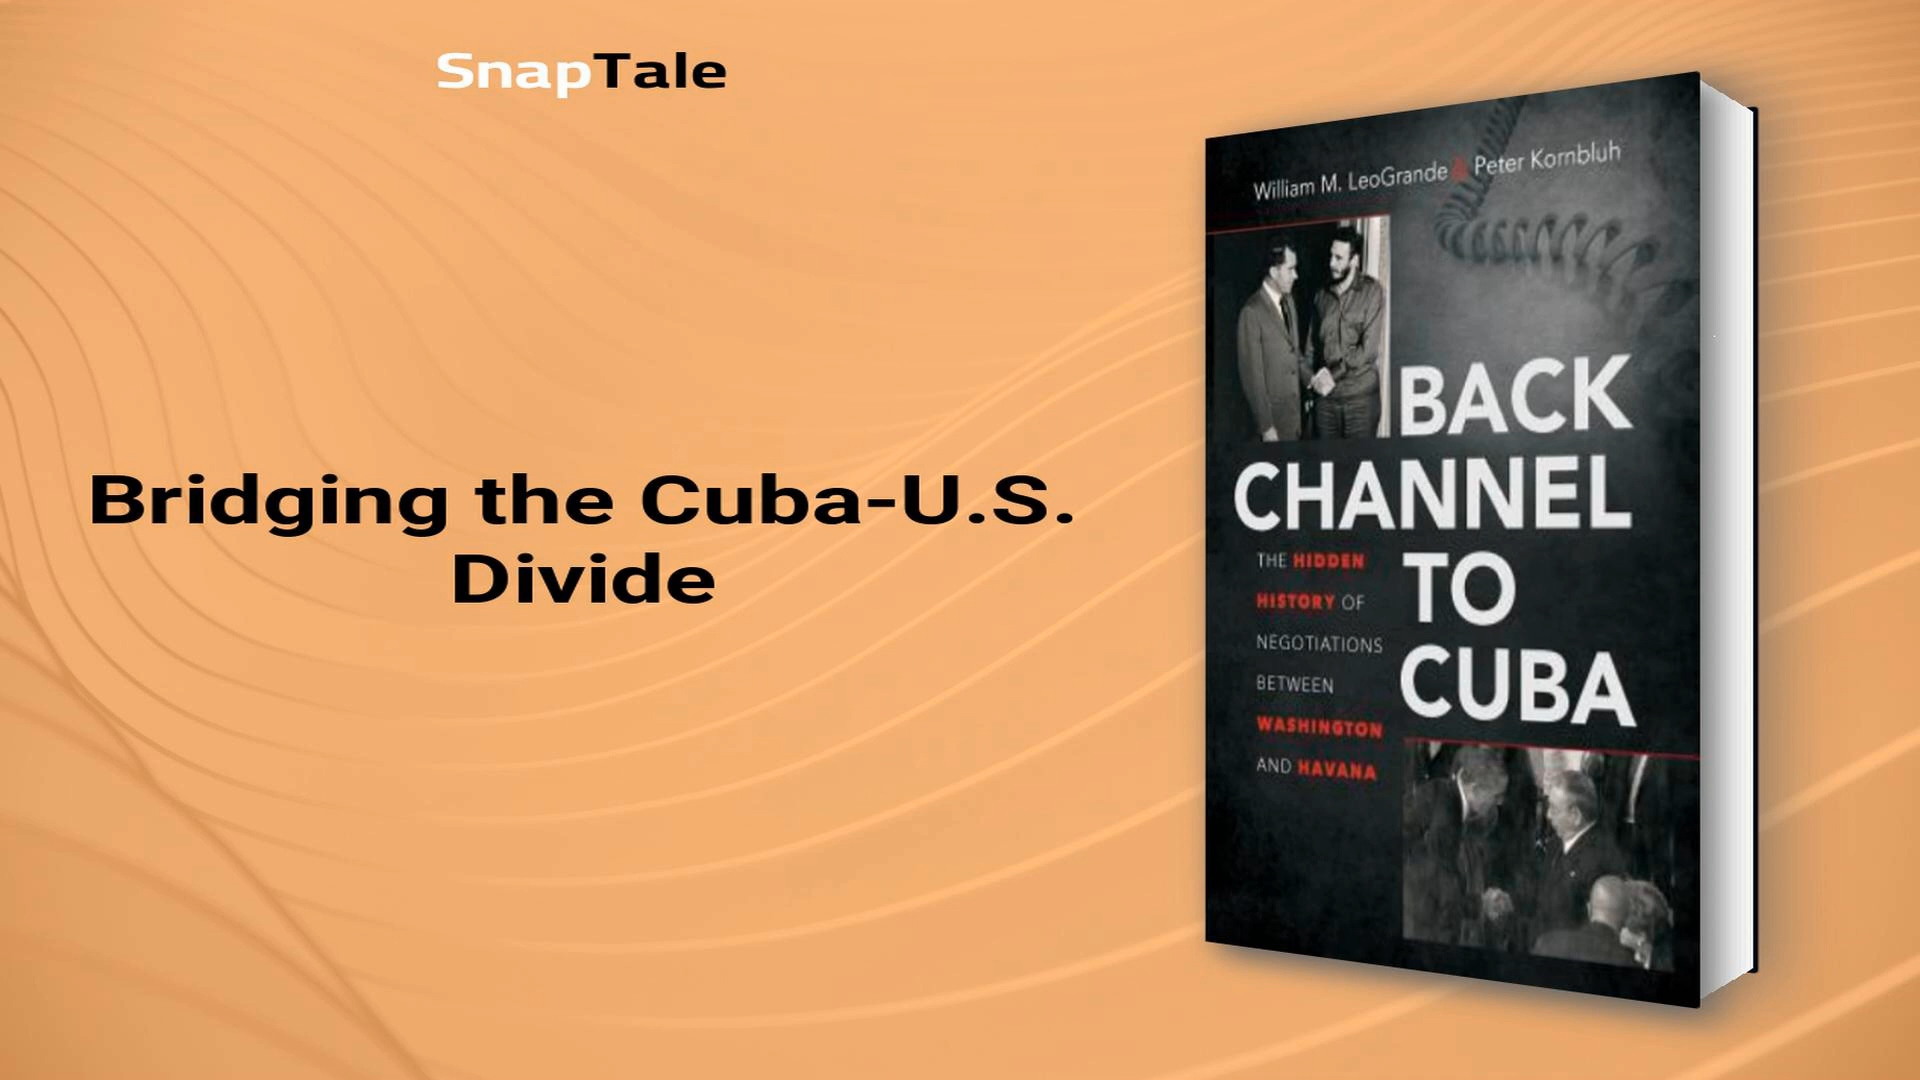 SnapTale
Bridging the Cuba-U.S.
Divide
William M. LeoGrande & Peter Kornbluh
BACK
CHANNEL
TO
CUBA
THE HIDDEN
HISTORY OF
NEGOTIATIONS
BETWEEN
WASHINGTON
AND HAVANA